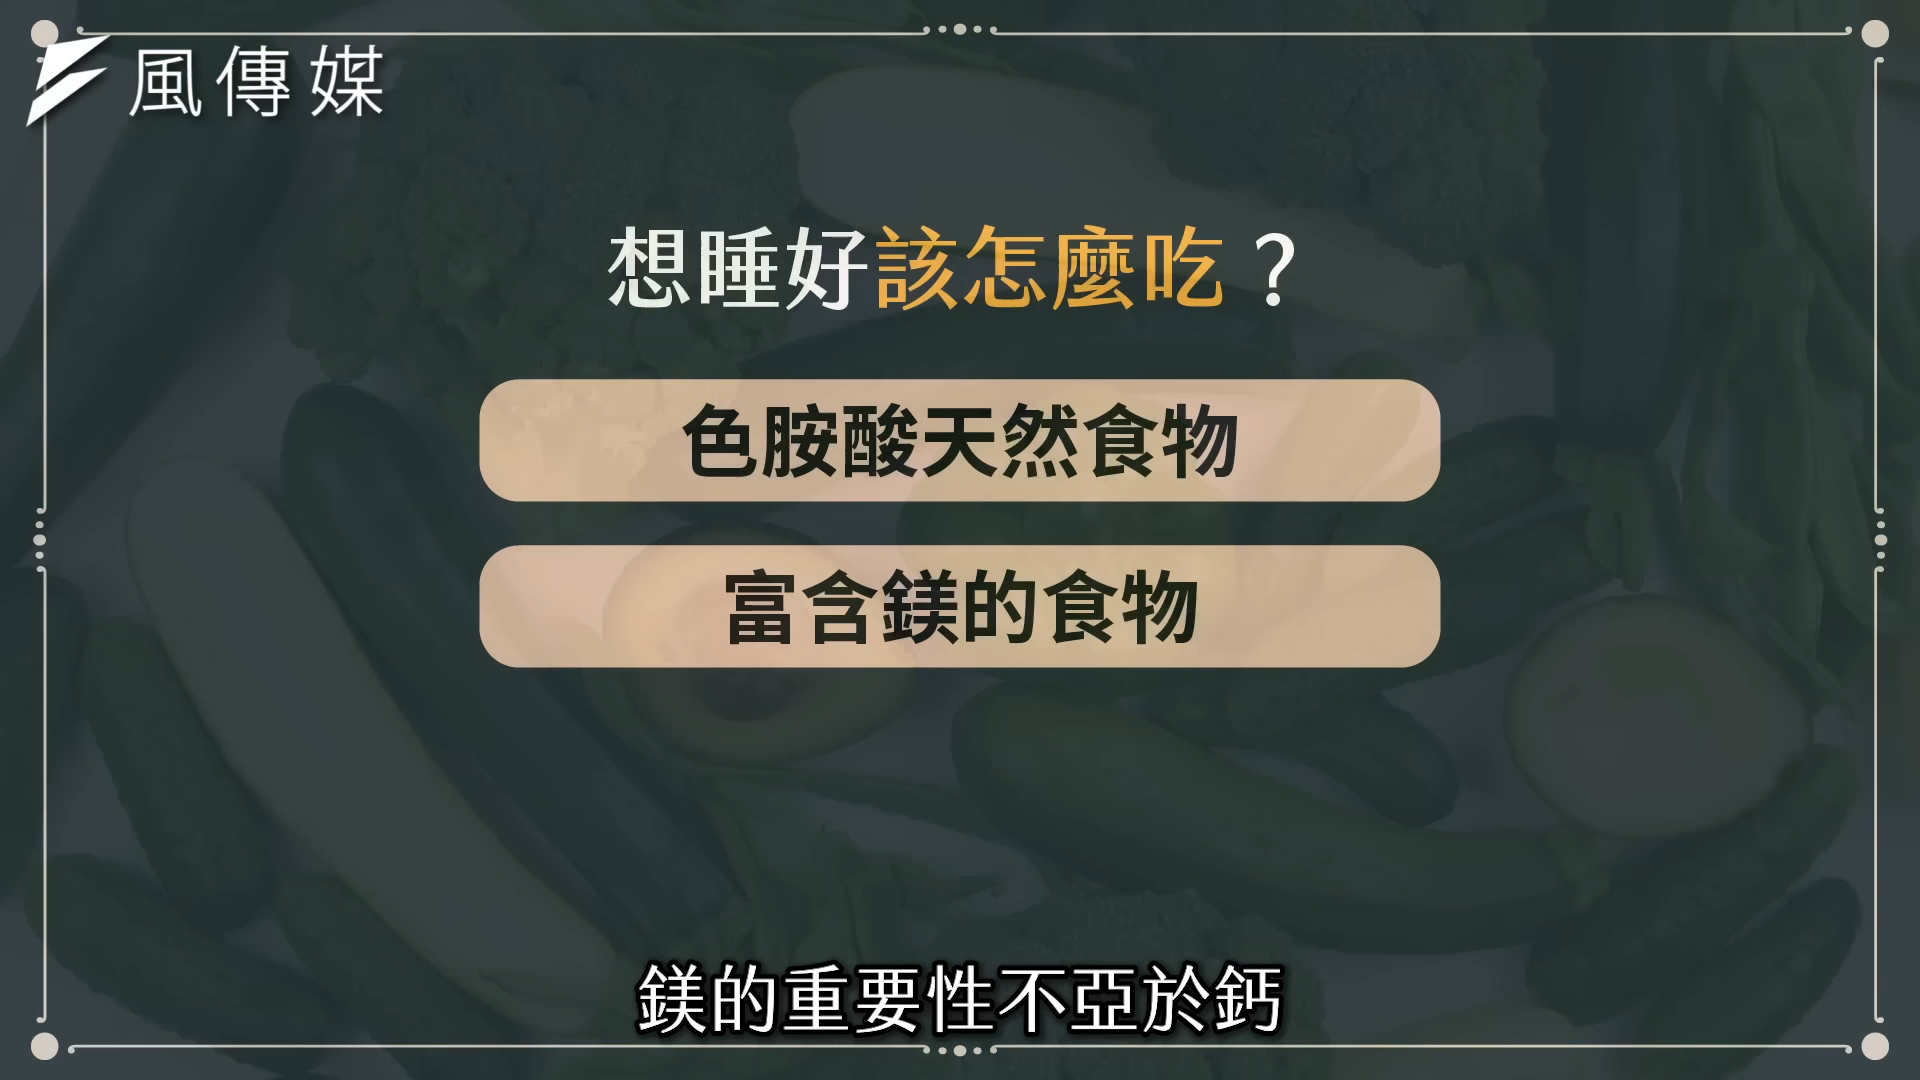 風傳媒
想睡好該怎麼吃？
色胺酸天然食物
富含鎂的食物
鎂的重要性不亞於鈣